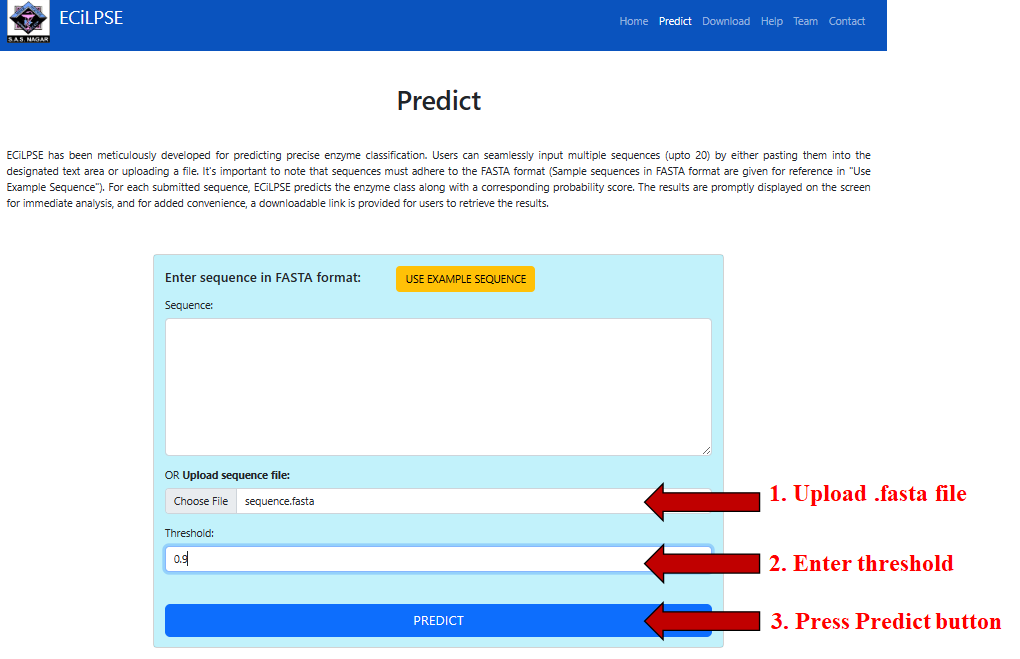 ECiLPSE
Home Predict Download Help Team Contact
S.A.S. NAGAR
Predict
ECiLPSE has been meticulously developed for predicting precise enzyme classification. Users can seamlessly input multiple sequences (upto 20) by either pasting them into the
designated text area or uploading a file. It's important to note that sequences must adhere to the FASTA format (Sample sequences in FASTA format are given for reference in "Use
Example Sequence"). For each submitted sequence, ECiLPSE predicts the enzyme class along with a corresponding probability score. The results are promptly displayed on the screen
for immediate analysis, and for added convenience, a downloadable link is provided for users to retrieve the results.
Enter sequence in FASTA format: USE EXAMPLE SEQUENCE
Sequence:
OR Upload sequence file:
Choose File sequence.fasta
1. Upload .fasta file
Threshold:
0.9
2. Enter threshold
PREDICT
3. Press Predict button